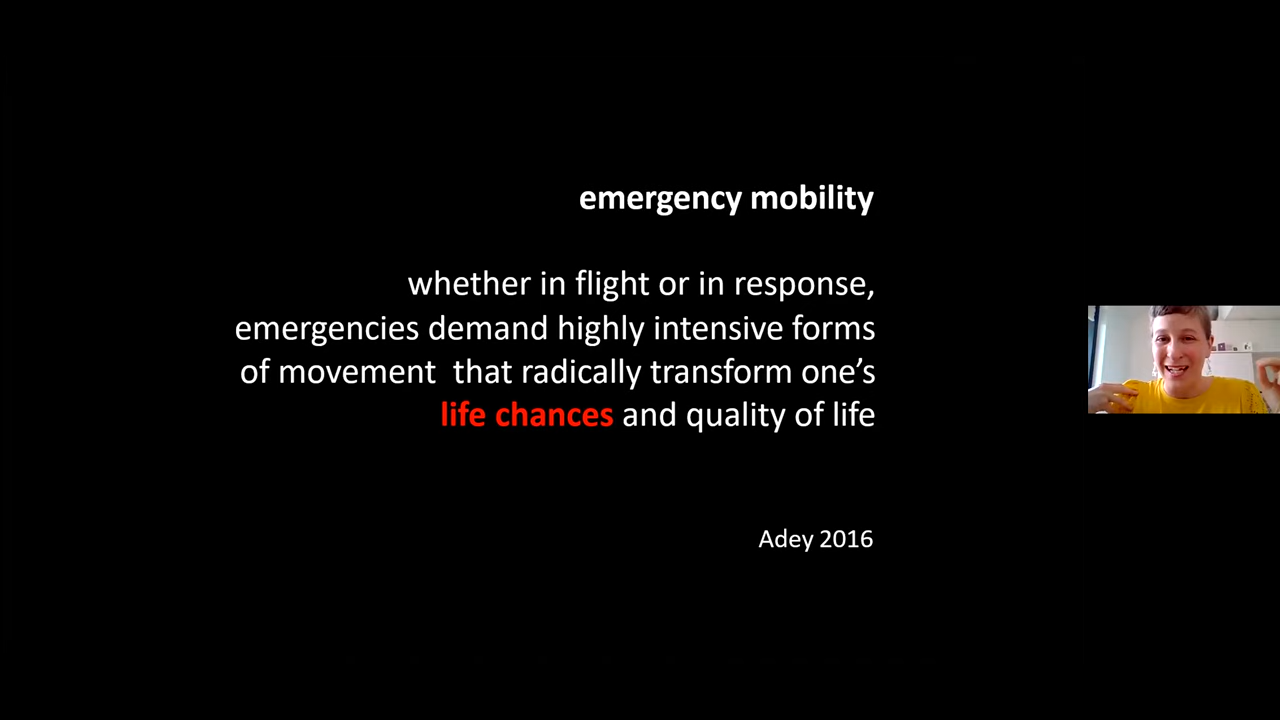 emergency mobility
whether in flight or in response,
emergencies demand highly intensive forms
of movement  that radically transform one’s
life chances and quality of life
Adey 2016